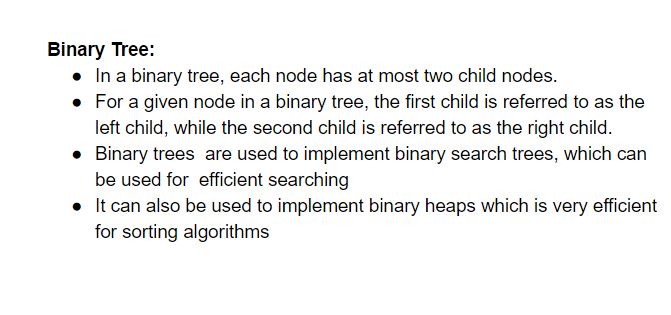 Binary Tree:
● In a binary tree, each node has at most two child nodes.
● For a given node in a binary tree, the first child is referred to as the
left child, while the second child is referred to as the right child.
● Binary trees  are used to implement binary search trees, which can
be used for  efficient searching
● It can also be used to implement binary heaps which is very efficient
for sorting algorithms